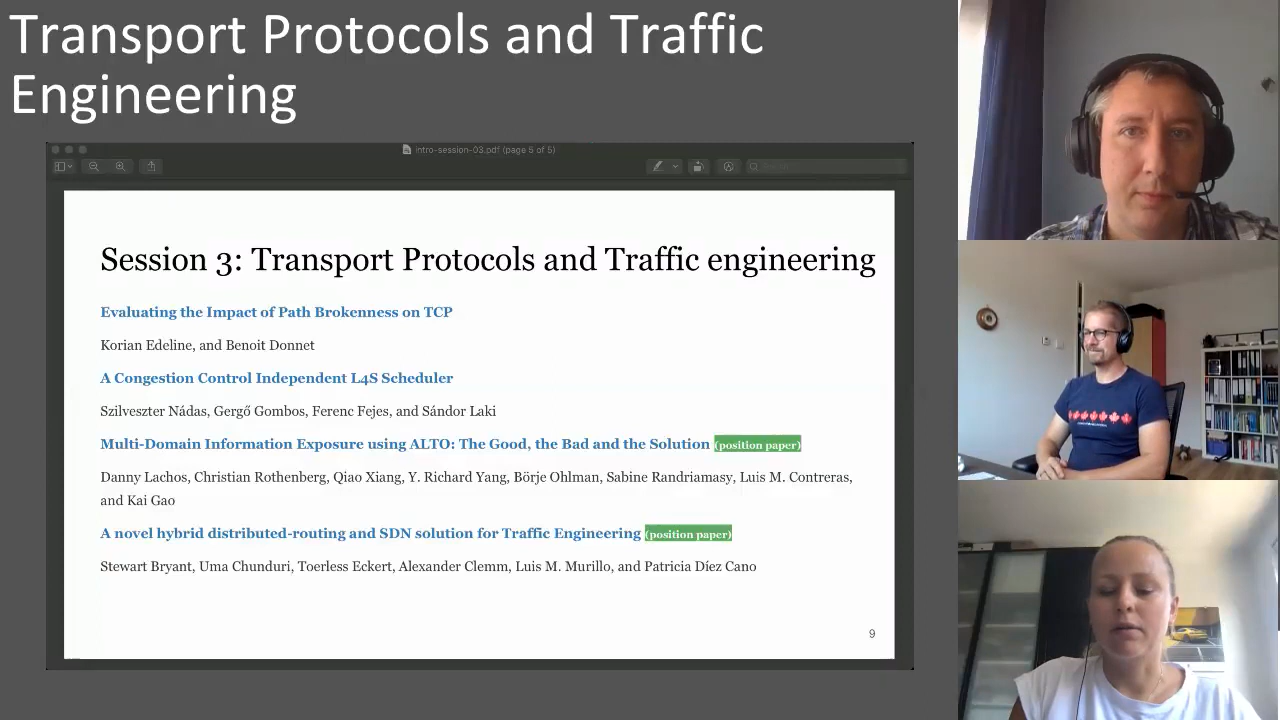 Transport Protocols and Traffic
Engineering
intro-session-03.pdf (page 5 of 5)
Session 3: Transport Protocols and Traffic engineering
Evaluating the Impact of Path Brokenness on TCP
Korian Edeline, and Benoit Donnet
A Congestion Control Independent L4S Scheduler
Szilveszter Nádas, Gergő Gombos, Ferenc Fejes, and Sándor Laki
Multi-Domain Information Exposure using ALTO: The Good, the Bad and the Solution (position paper)
Danny Lachos, Christian Rothenberg, Qiao Xiang, Y. Richard Yang, Börje Ohlman, Sabine Randriamasy, Luis M. Contreras,
and Kai Gao
A novel hybrid distributed-routing and SDN solution for Traffic Engineering (position paper)
Stewart Bryant, Uma Chunduri, Toerless Eckert, Alexander Clemm, Luis M. Murillo, and Patricia Díez Cano
9